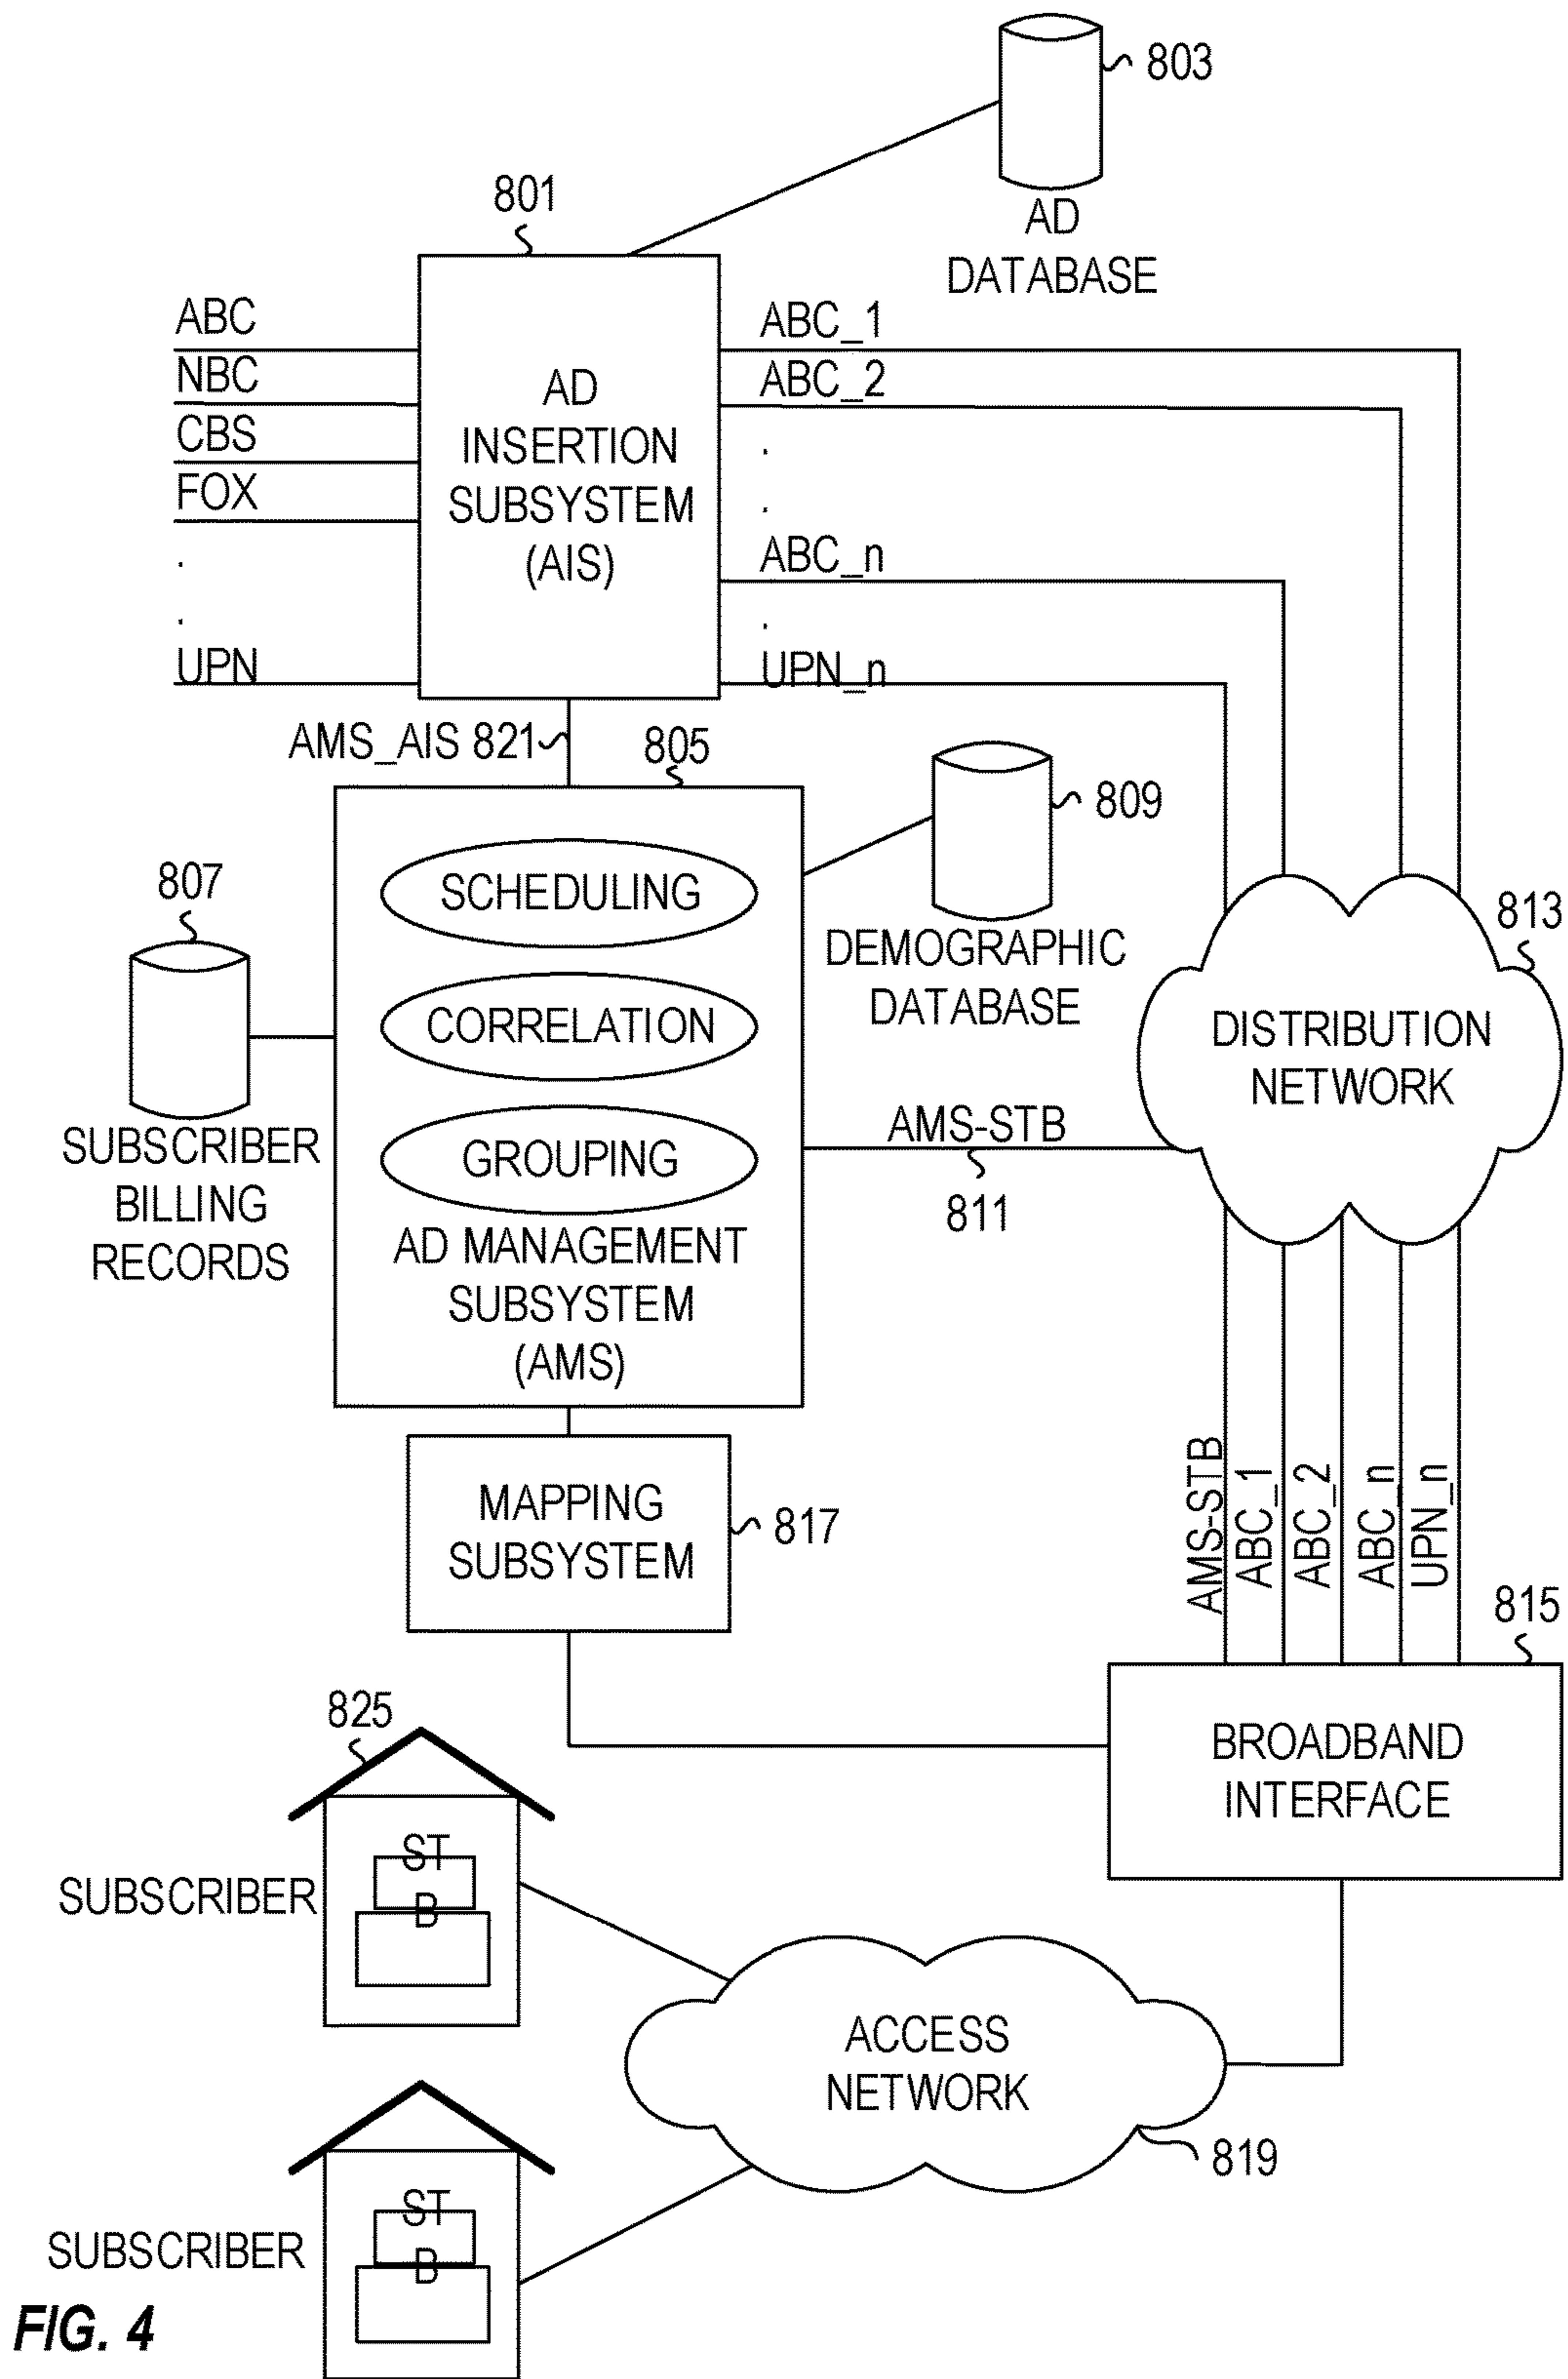 803
AD
DATABASE
801
ABC
NBC
CBS
FOX
.
.
UPN
AD
INSERTION
SUBSYSTEM
(AIS)
ABC_1
ABC_2
.
.
ABC_n
.
UPN_n
AMS_AIS 821
805
809
DEMOGRAPHIC
DATABASE
807
SUBSCRIBER
BILLING
RECORDS
SCHEDULING
CORRELATION
GROUPING
AD MANAGEMENT
SUBSYSTEM
(AMS)
AMS-STB
811
813
DISTRIBUTION
NETWORK
MAPPING
SUBSYSTEM
817
AMS-STB
ABC_1
ABC_2
ABC_n
UPN_n
815
BROADBAND
INTERFACE
825
SUBSCRIBER
ST
B
ACCESS
NETWORK
819
SUBSCRIBER
ST
B
FIG. 4